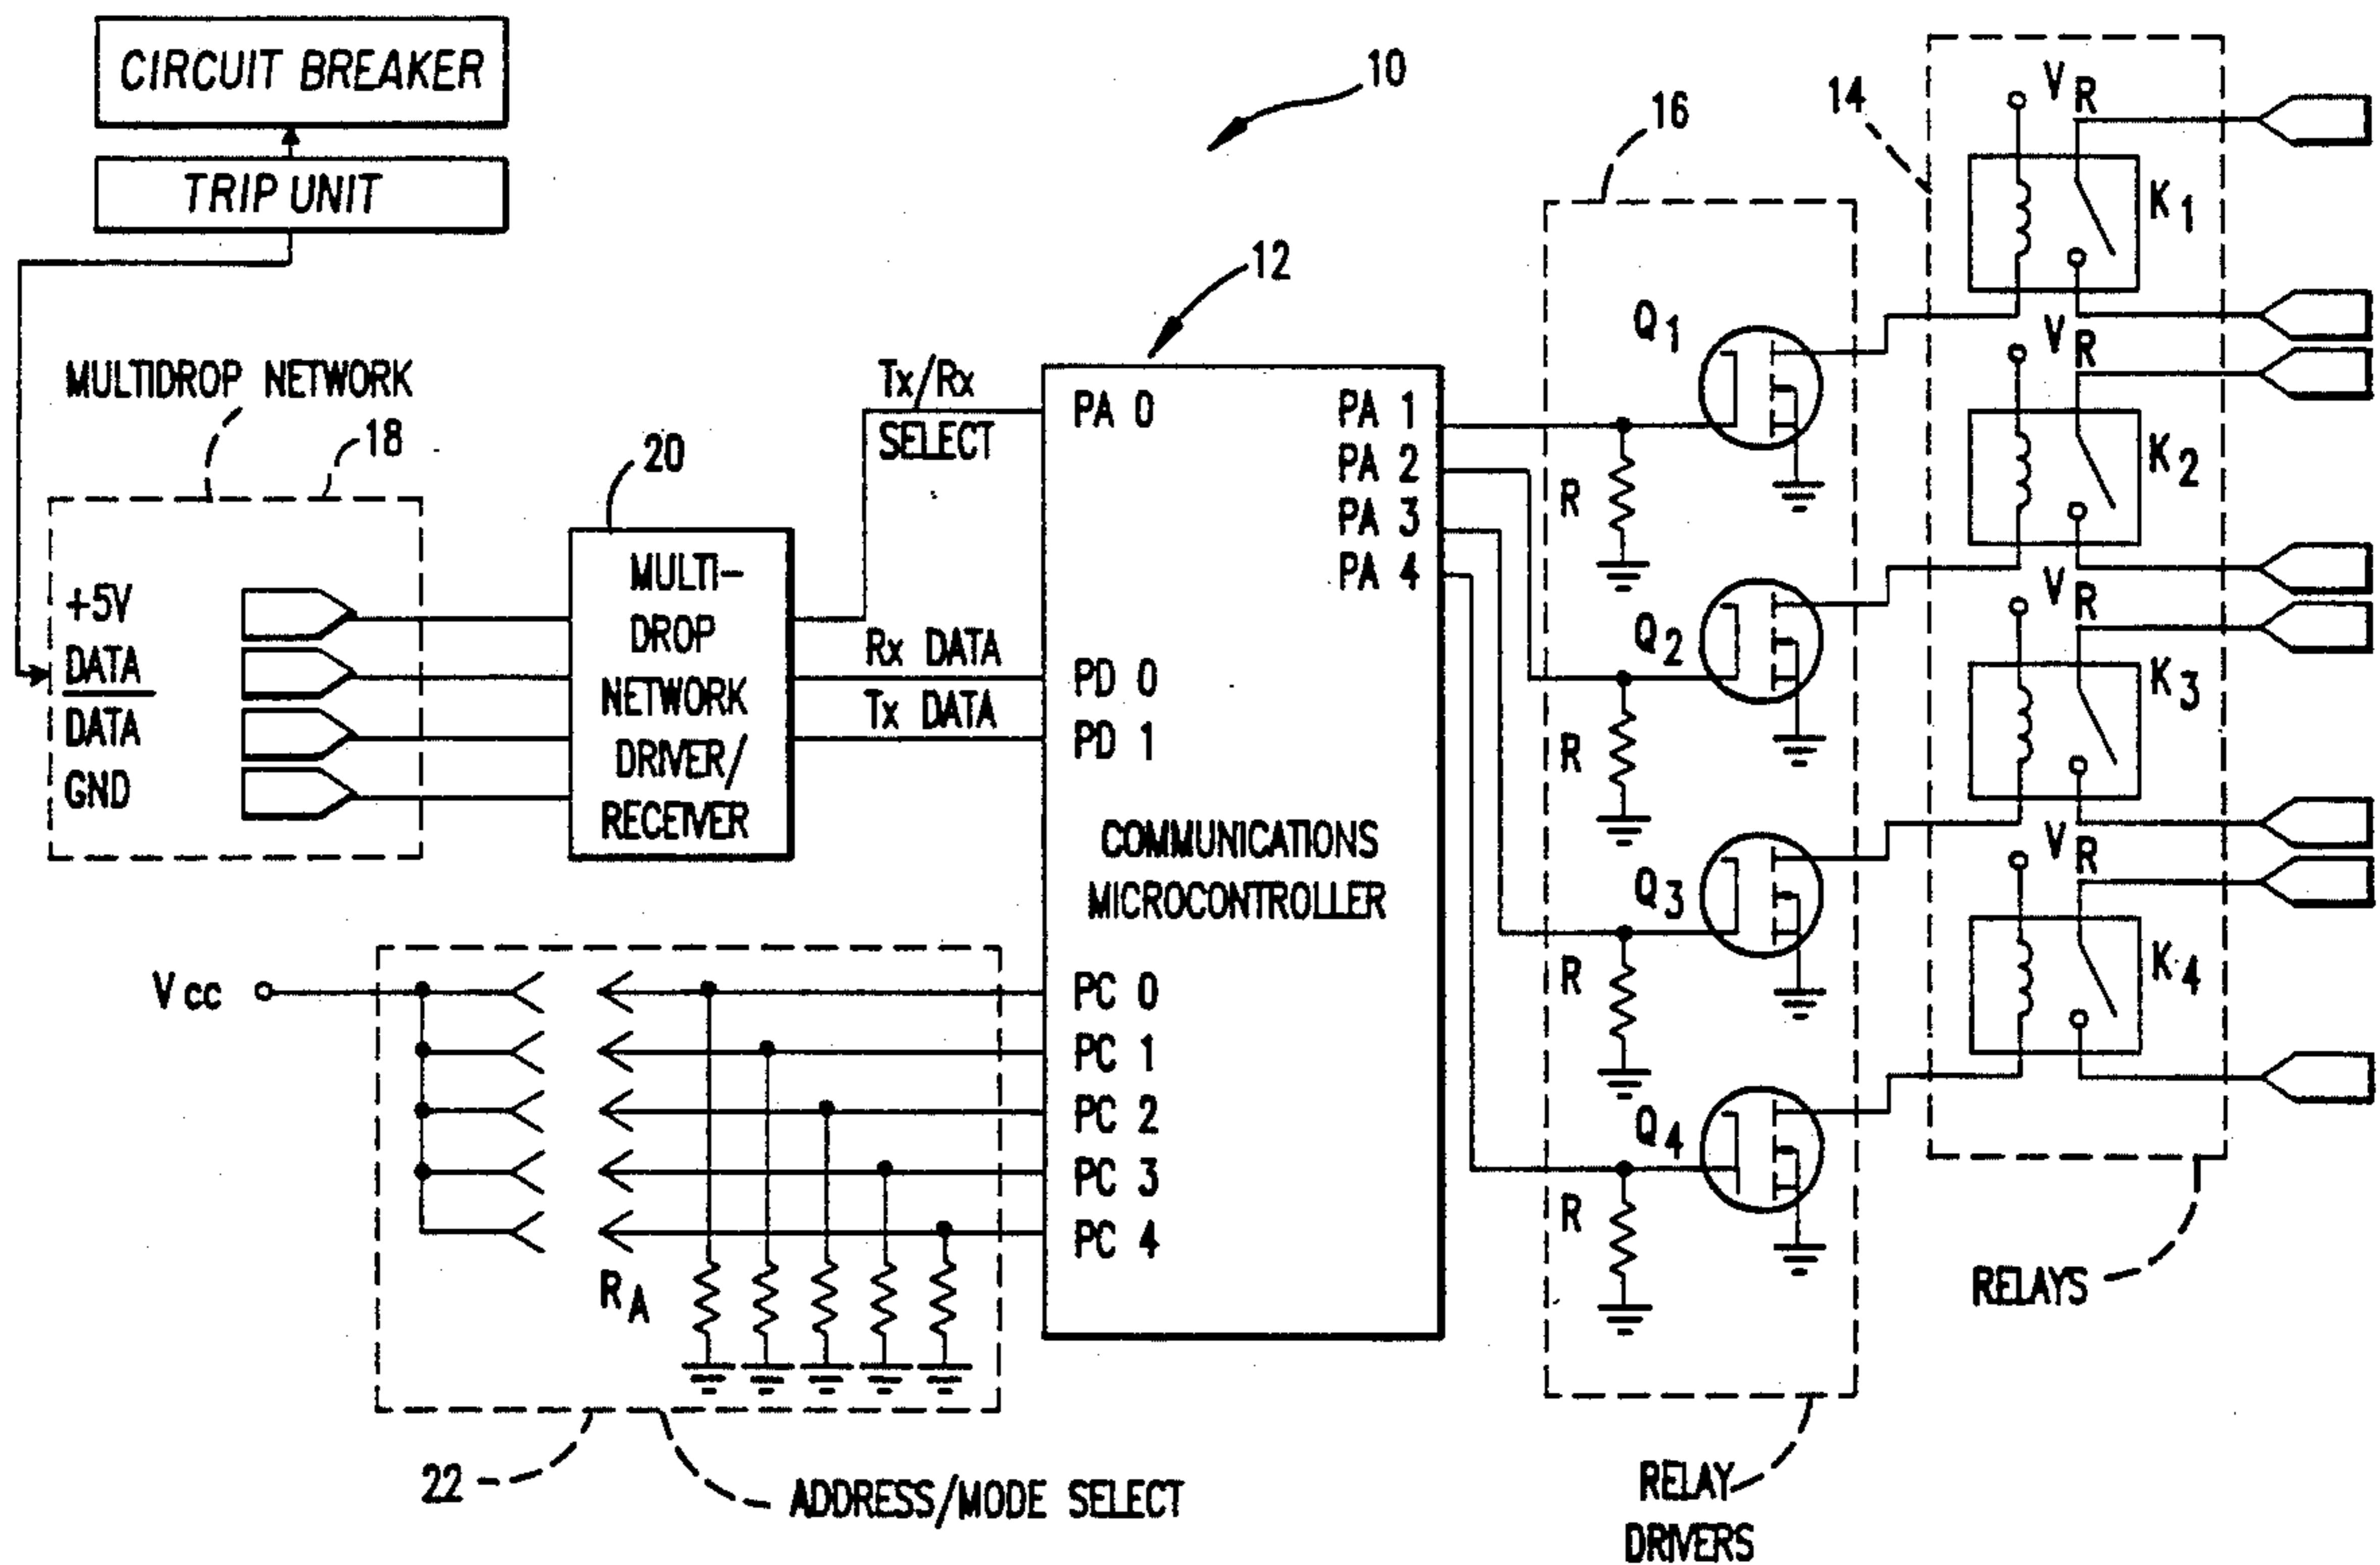 CIRCUIT BREAKER
TRIP UNIT
10
12
14
16
MULTIDROP NETWORK
18
20
+5V
DATA
DATA
GND
MULTI-
DROP
NETWORK
DRIVER/
RECEIVER
Tx/Rx
SELECT
Rx DATA
Tx DATA
PA 0
PD 0
PD 1
PA 1
PA 2
PA 3
PA 4
COMMUNICATIONS
MICROCONTROLLER
PC 0
PC 1
PC 2
PC 3
PC 4
Vcc
RA
22
ADDRESS/MODE SELECT
Q1
R
Q2
R
Q3
R
Q4
R
RELAY
DRIVERS
VR
K1
VR
K2
VR
K3
VR
K4
RELAYS